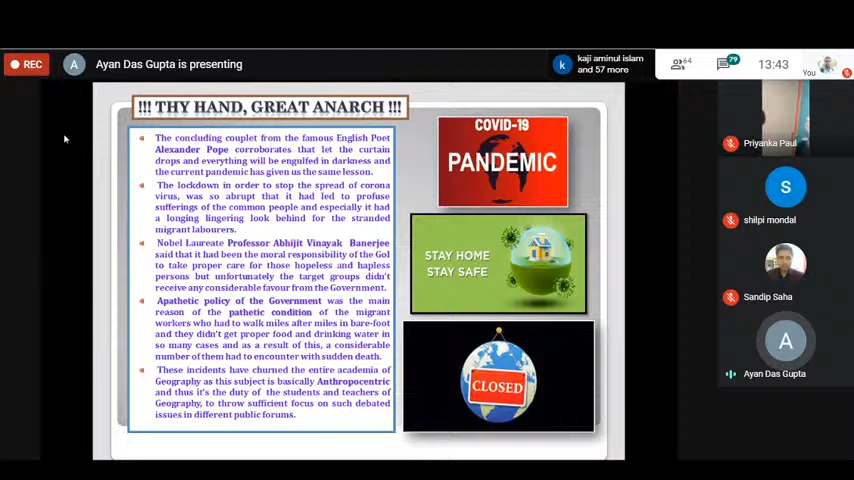 REC
A
Ayan Das Gupta is presenting
k
kaji aminul islam
and 57 more
64
79
13:43
You
!!! THY HAND, GREAT ANARCH !!!
The concluding couplet from the famous English Poet
Alexander Pope corroborates that let the curtain
drops and everything will be engulfed in darkness and
the current pandemic has given us the same lesson.
The lockdown in order to stop the spread of corona
virus, was so abrupt that it had led to profuse
sufferings of the common people and especially it had
a longing lingering look behind for the stranded
migrant labourers.
Nobel Laureate Professor Abhijit Vinayak Banerjee
said that it had been the moral responsibility of the GoI
to take proper care for those hopeless and hapless
persons but unfortunately the target groups didn't
receive any considerable favour from the Government.
Apathetic policy of the Government was the main
reason of the pathetic condition of the migrant
workers who had to walk miles after miles in bare-foot
and they didn't get proper food and drinking water in
so many cases and as a result of this, a considerable
number of them had to encounter with sudden death.
These incidents have churned the entire academia of
Geography as this subject is basically Anthropocentric
and thus it's the duty of the students and teachers of
Geography, to throw sufficient focus on such debated
issues in different public forums.
COVID-19
PANDEMIC
STAY HOME
STAY SAFE
CLOSED
Priyanka Paul
S
shilpi mondal
Sandip Saha
A
Ayan Das Gupta